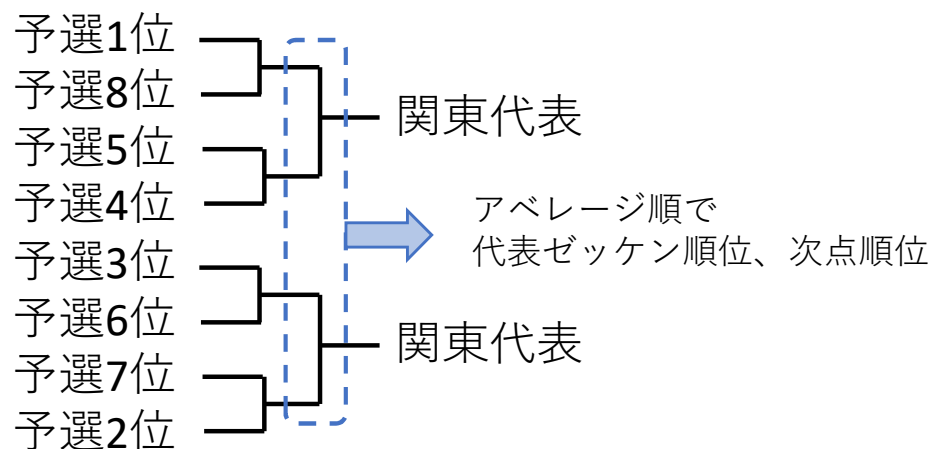 予選1位
予選8位
予選5位
予選4位
予選3位
予選6位
予選7位
予選2位
関東代表
アベレージ順で
代表ゼッケン順位、次点順位
関東代表